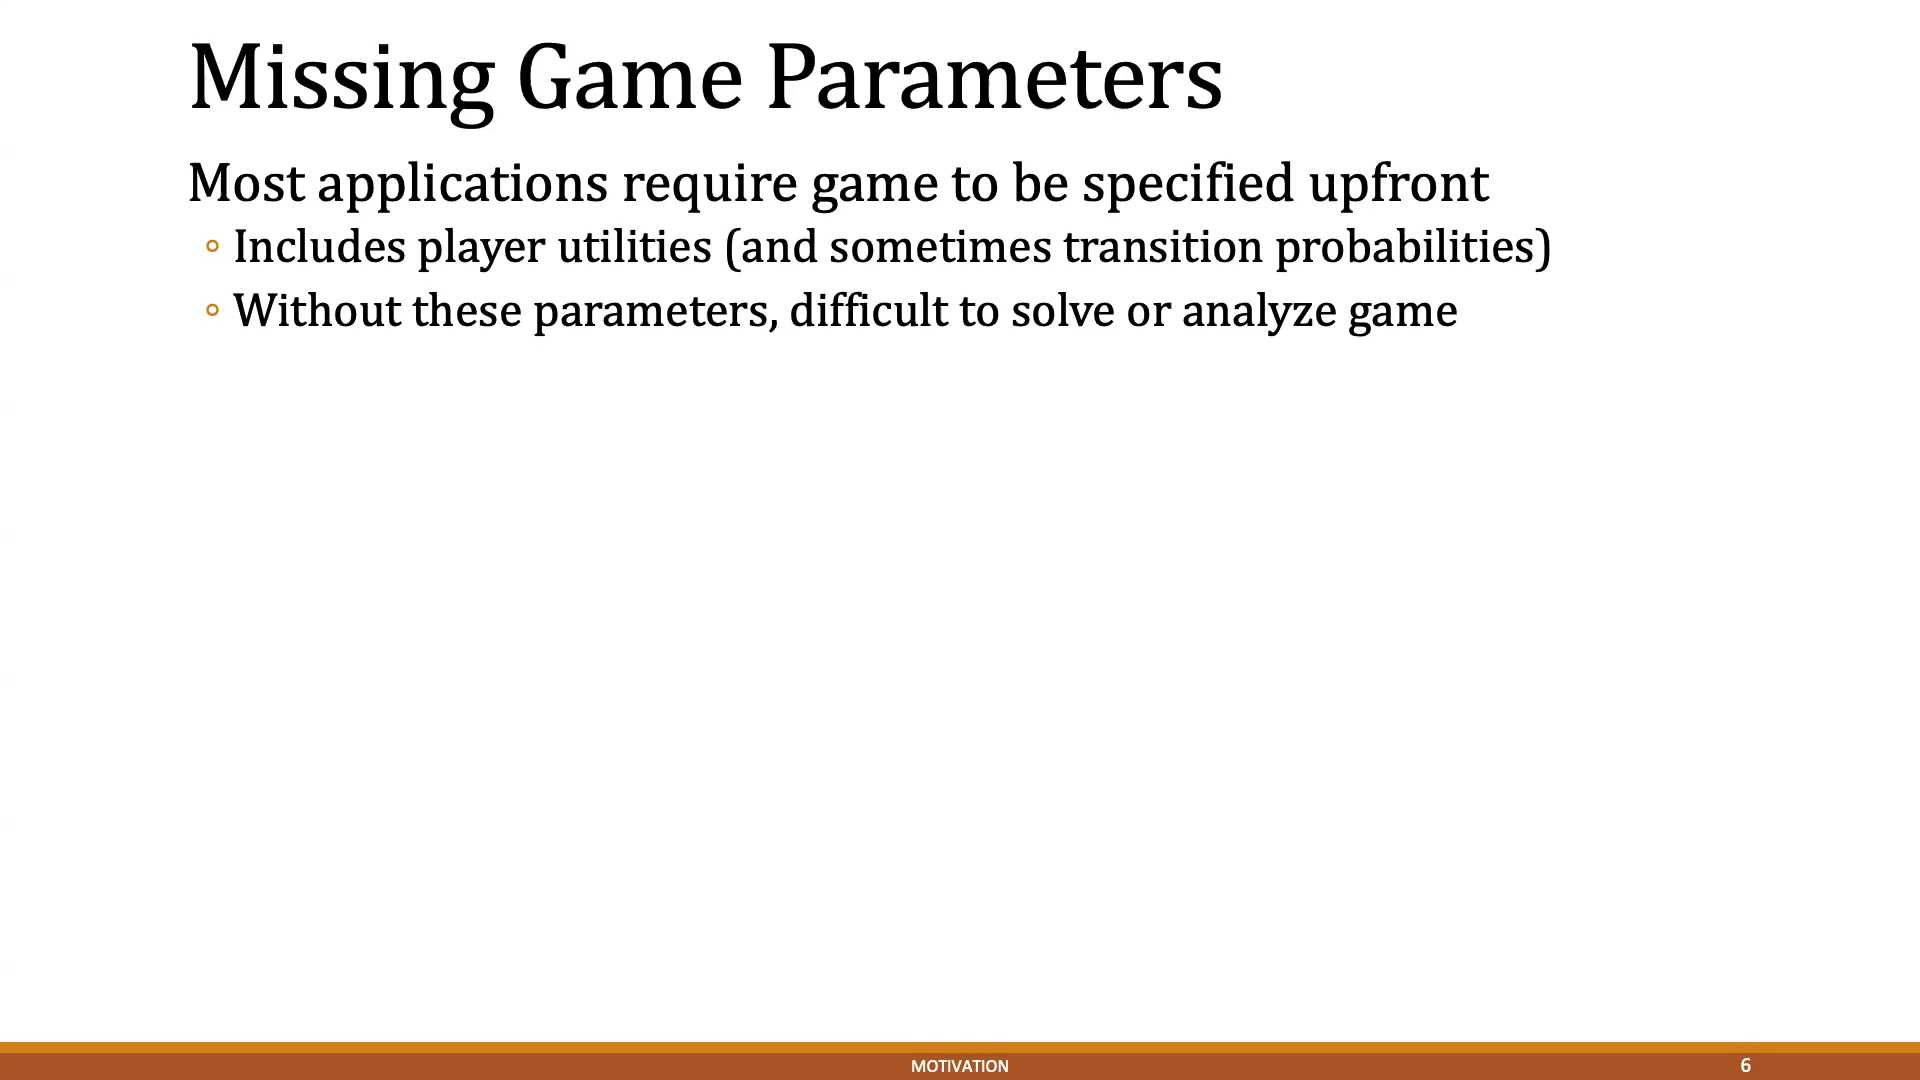 Missing Game Parameters
Most applications require game to be specified upfront
◦ Includes player utilities (and sometimes transition probabilities)
◦ Without these parameters, difficult to solve or analyze game
MOTIVATION
6